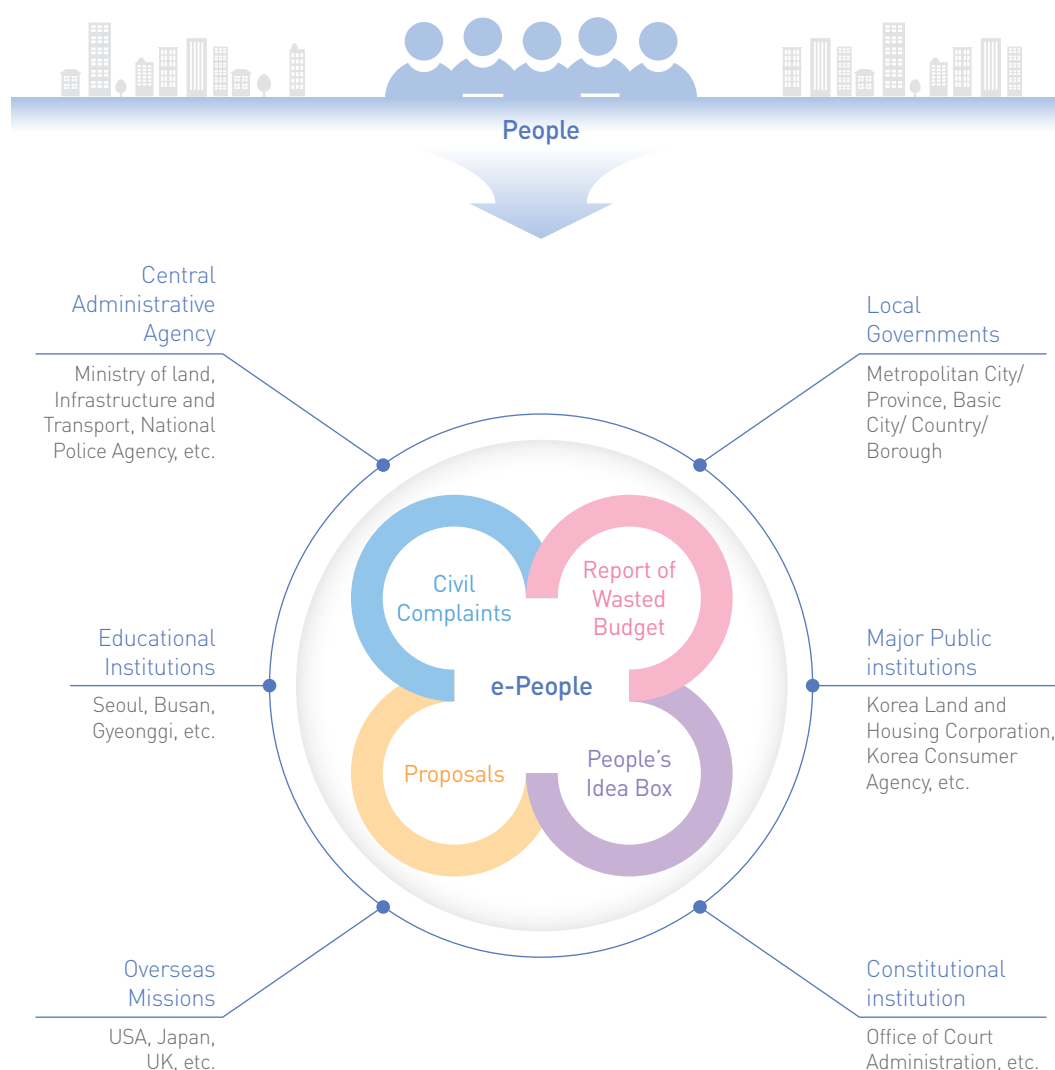 People
Central
Administrative
Agency
Ministry of land,
Infrastructure and
Transport, National
Police Agency, etc.
Local
Governments
Metropolitan City/
Province, Basic
City/ Country/
Borough
Civil
Complaints
Report of
Wasted
Budget
e-People
Proposals
People's
Idea Box
Educational
Institutions
Seoul, Busan,
Gyeonggi, etc.
Major Public
institutions
Korea Land and
Housing Corporation,
Korea Consumer
Agency, etc.
Overseas
Missions
USA, Japan,
UK, etc.
Constitutional
institution
Office of Court
Administration, etc.